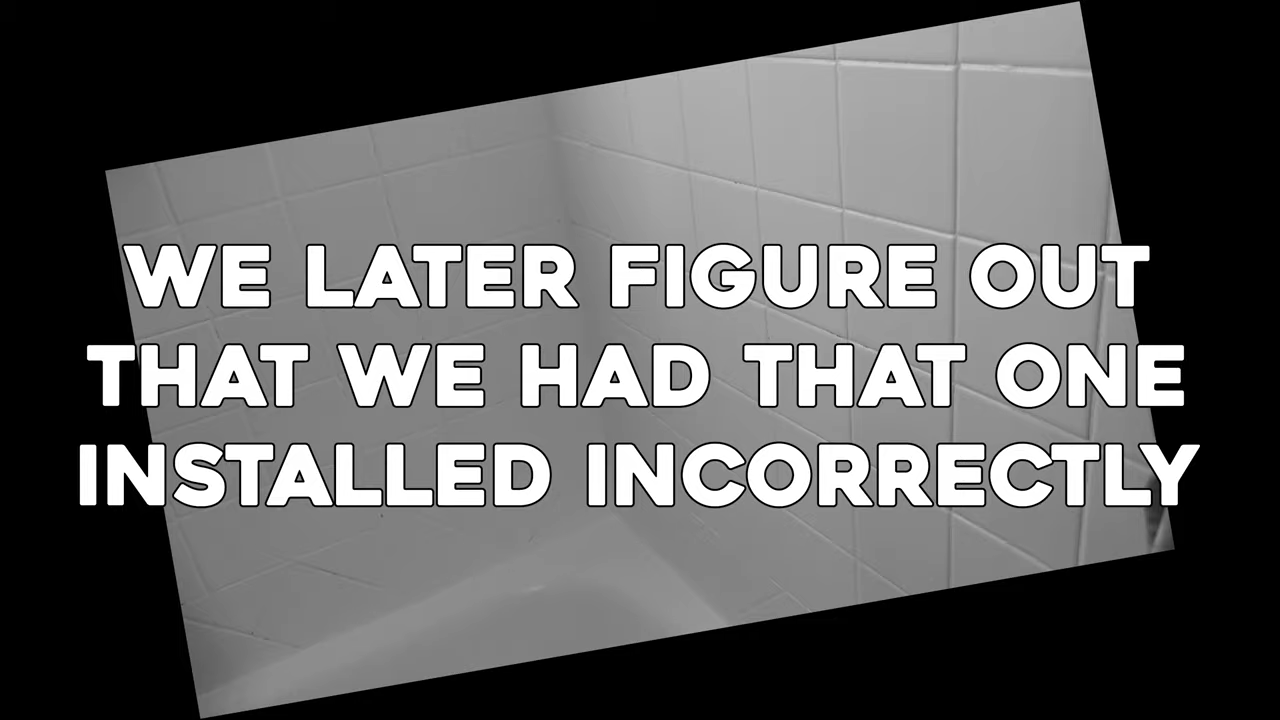 WE LATER FIGURE OUT
THAT WE HAD THAT ONE
INSTALLED INCORRECTLY